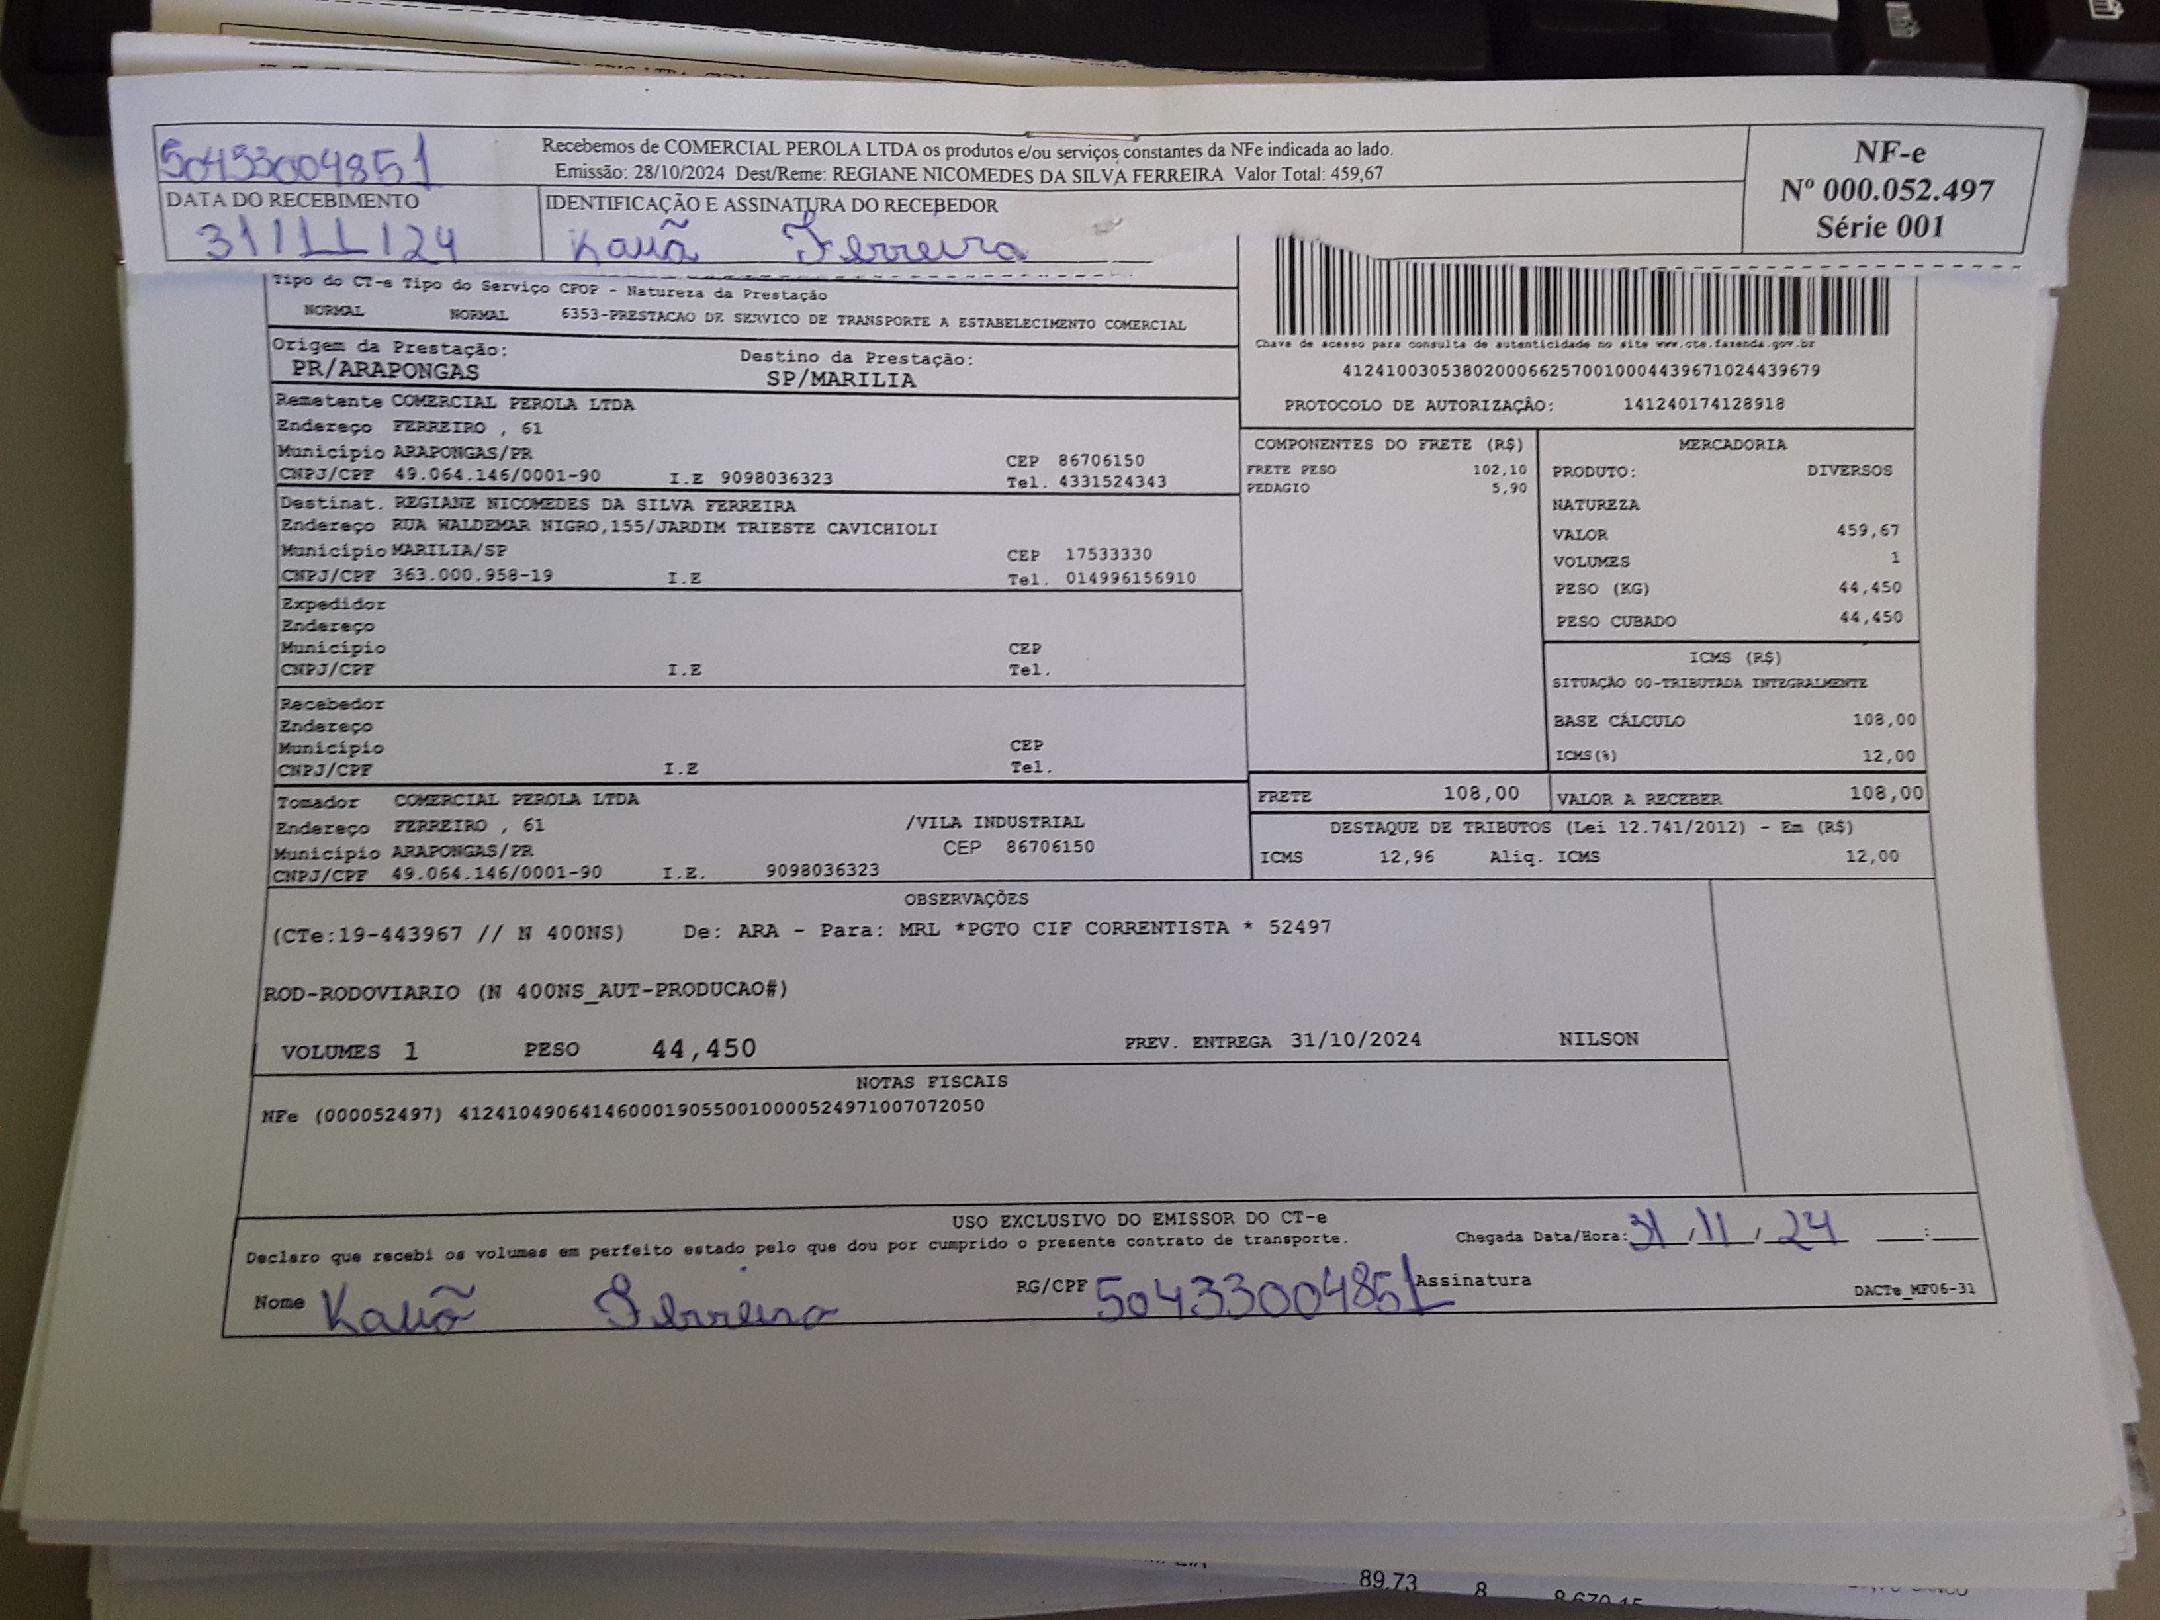 50433004851
Recebemos de COMERCIAL PEROLA LTDA os produtos e/ou serviços constantes da NFe indicada ao lado.
Emissão: 28/10/2024 Dest/Reme: REGIANE NICOMEDES DA SILVA FERREIRA Valor Total: 459,67
NF-e
Nº 000.052.497
Série 001
DATA DO RECEBIMENTO
31/11/24
IDENTIFICAÇÃO E ASSINATURA DO RECEBEDOR
Kauã Ferreira
Tipo do CT-e Tipo do Serviço CFOP - Natureza da Prestação
NORMAL NORMAL 6353-PRESTACAO DE SERVICO DE TRANSPORTE A ESTABELECIMENTO COMERCIAL
Origem da Prestação: Destino da Prestação:
PR/ARAPONGAS SP/MARILIA
Chave de acesso para consulta de autenticidade no site www.cte.fazenda.gov.br
41241003053802000662570010004439671024439679
PROTOCOLO DE AUTORIZAÇÃO: 141240174128918
Remetente COMERCIAL PEROLA LTDA
Endereço FERREIRO , 61
Município ARAPONGAS/PR CEP 86706150
CNPJ/CPF 49.064.146/0001-90 I.E 9098036323 Tel. 4331524343
Destinat. REGIANE NICOMEDES DA SILVA FERREIRA
Endereço RUA WALDEMAR NIGRO,155/JARDIM TRIESTE CAVICHIOLI
Município MARILIA/SP CEP 17533330
CNPJ/CPF 363.000.958-19 I.E Tel. 014996156910
Expedidor
Endereço
Município CEP
CNPJ/CPF I.E Tel.
Recebedor
Endereço
Município CEP
CNPJ/CPF I.E Tel.
Tomador COMERCIAL PEROLA LTDA
Endereço FERREIRO , 61 /VILA INDUSTRIAL
Município ARAPONGAS/PR CEP 86706150
CNPJ/CPF 49.064.146/0001-90 I.E. 9098036323
COMPONENTES DO FRETE (R$)
FRETE PESO 102,10
PEDAGIO 5,90
MERCADORIA
PRODUTO: DIVERSOS
NATUREZA
VALOR 459,67
VOLUMES 1
PESO (KG) 44,450
PESO CUBADO 44,450
ICMS (R$)
SITUAÇÃO 00-TRIBUTADA INTEGRALMENTE
BASE CÁLCULO 108,00
ICMS(%) 12,00
FRETE 108,00 VALOR A RECEBER 108,00
DESTAQUE DE TRIBUTOS (Lei 12.741/2012) - Em (R$)
ICMS 12,96 Aliq. ICMS 12,00
OBSERVAÇÕES
(CTe:19-443967 // N 400NS) De: ARA - Para: MRL *PGTO CIF CORRENTISTA * 52497
ROD-RODOVIARIO (N 400NS_AUT-PRODUCAO#)
VOLUMES 1 PESO 44,450 PREV. ENTREGA 31/10/2024 NILSON
NOTAS FISCAIS
NFe (000052497) 41241049064146000190550010000524971007072050
USO EXCLUSIVO DO EMISSOR DO CT-e
Declaro que recebi os volumes em perfeito estado pelo que dou por cumprido o presente contrato de transporte. Chegada Data/Hora: 31/11/24 __:__
Nome Kauã Ferreira RG/CPF 50433004851 Assinatura DACTe_MF06-31
89,73 8